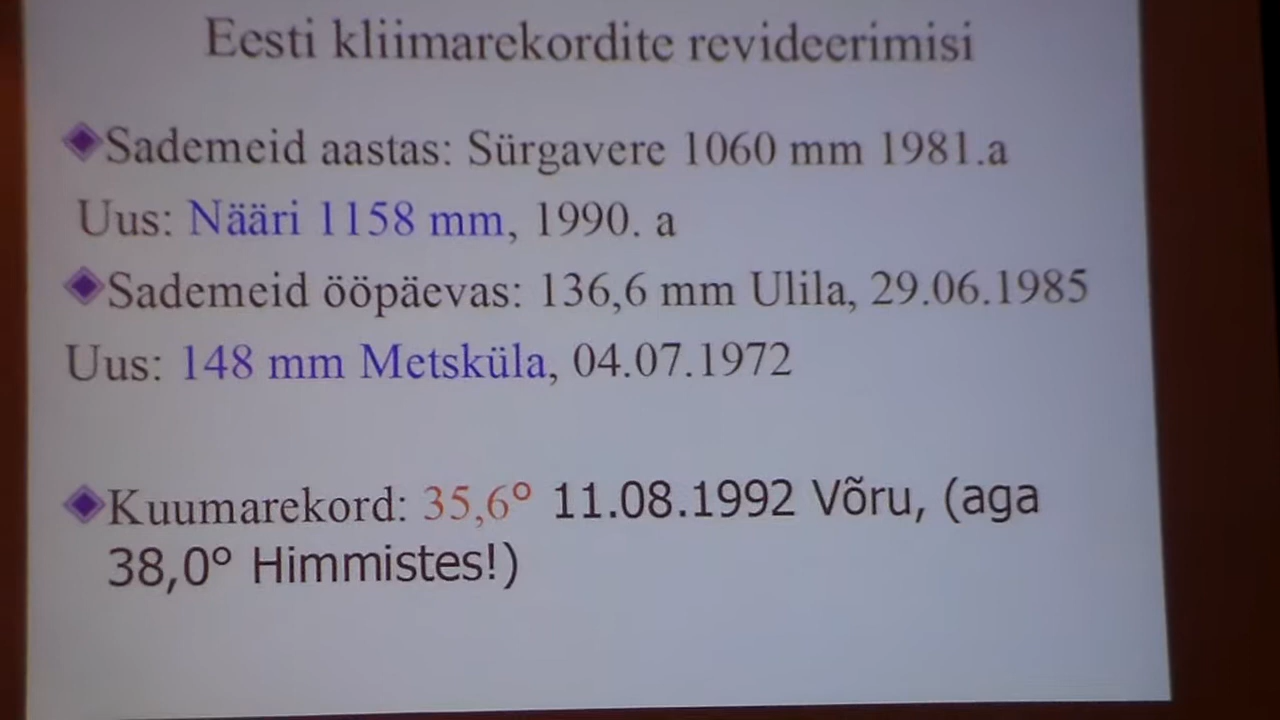 Eesti kliimarekordite revideerimisi
Sademeid aastas: Sürgavere 1060 mm 1981.a
Uus: Nääri 1158 mm, 1990. a
Sademeid ööpäevas: 136,6 mm Ulila, 29.06.1985
Uus: 148 mm Metsküla, 04.07.1972
Kuumarekord: 35,6° 11.08.1992 Võru, (aga
38,0° Himmistes!)